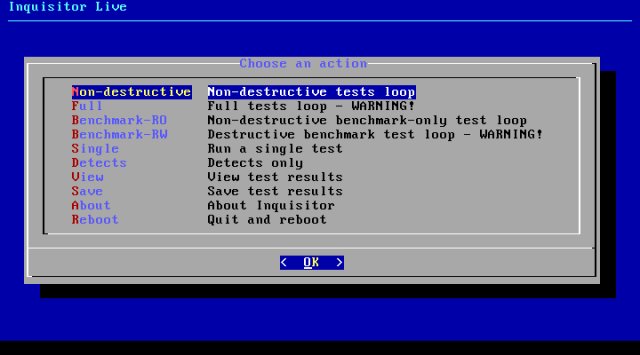 Inquisitor Live
Choose an action
Non-destructive Non-destructive tests loop
Full Full tests loop - WARNING!
Benchmark-RO Non-destructive benchmark-only test loop
Benchmark-RW Destructive benchmark test loop - WARNING!
Single Run a single test
Detects Detects only
View View test results
Save Save test results
About About Inquisitor
Reboot Quit and reboot
< OK >